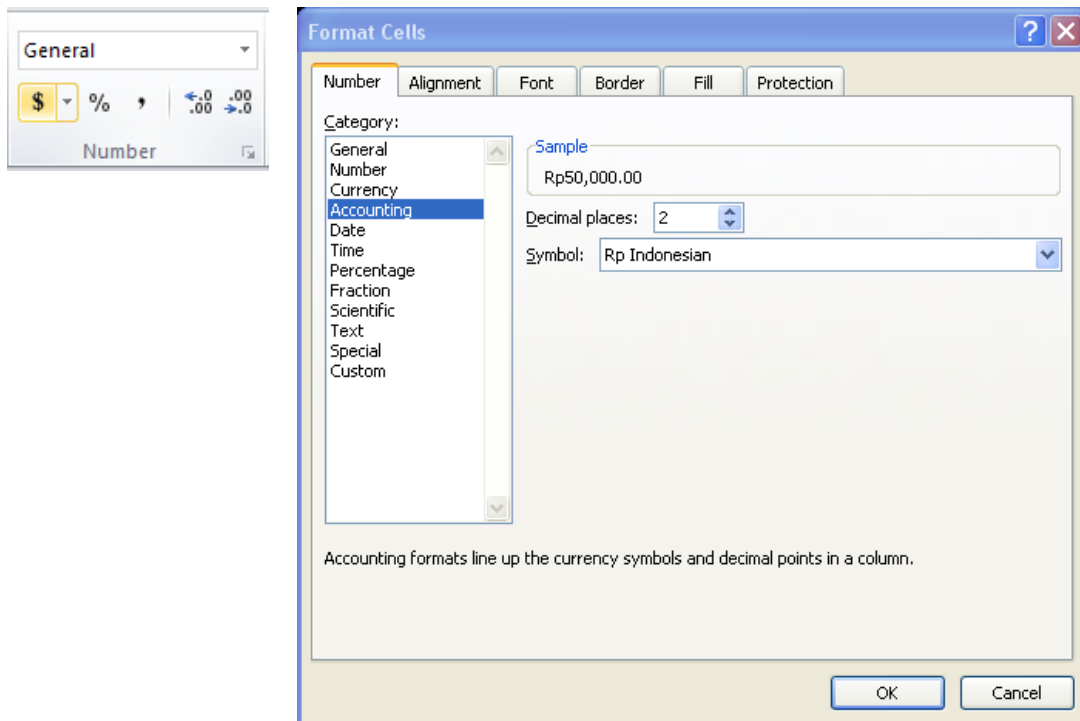 General
$ % , .0 .00 .00 .0
Number
Format Cells
Number Alignment Font Border Fill Protection
Category:
General
Number
Currency
Accounting
Date
Time
Percentage
Fraction
Scientific
Text
Special
Custom
Sample
Rp50,000.00
Decimal places: 2
Symbol: Rp Indonesian
Accounting formats line up the currency symbols and decimal points in a column.
OK Cancel